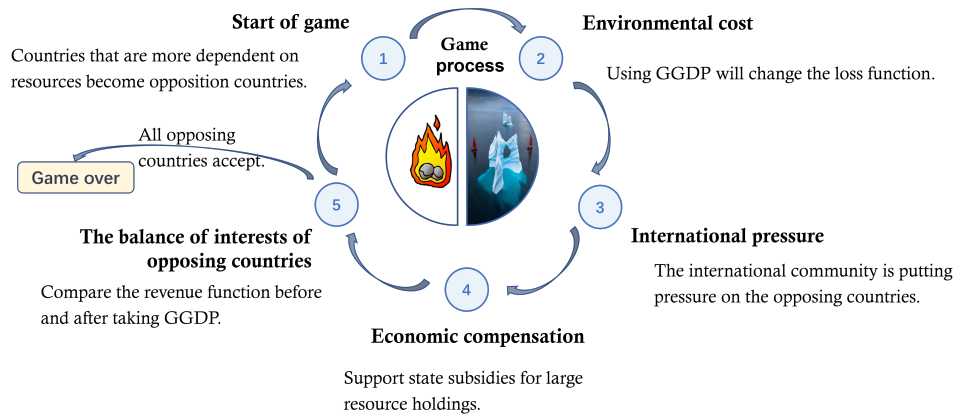 Start of game
1
Countries that are more dependent on
resources become opposition countries.
Game
process
2
Environmental cost
Using GGDP will change the loss function.
3
International pressure
The international community is putting
pressure on the opposing countries.
4
Economic compensation
Support state subsidies for large
resource holdings.
5
The balance of interests of
opposing countries
Compare the revenue function before
and after taking GGDP.
All opposing
countries accept.
Game over